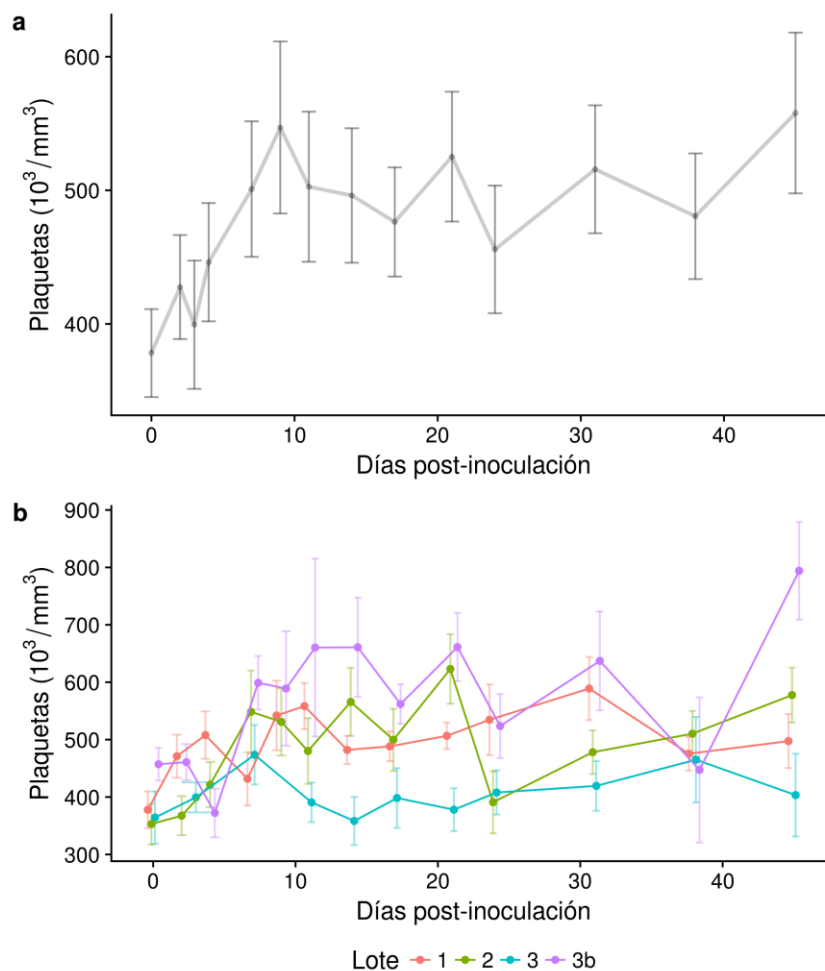 a
Plaquetas (10³/mm³)
600
500
400
0 10 20 30 40
Días post-inoculación
b
Plaquetas (10³/mm³)
900
800
700
600
500
400
300
0 10 20 30 40
Días post-inoculación
Lote 1 2 3 3b